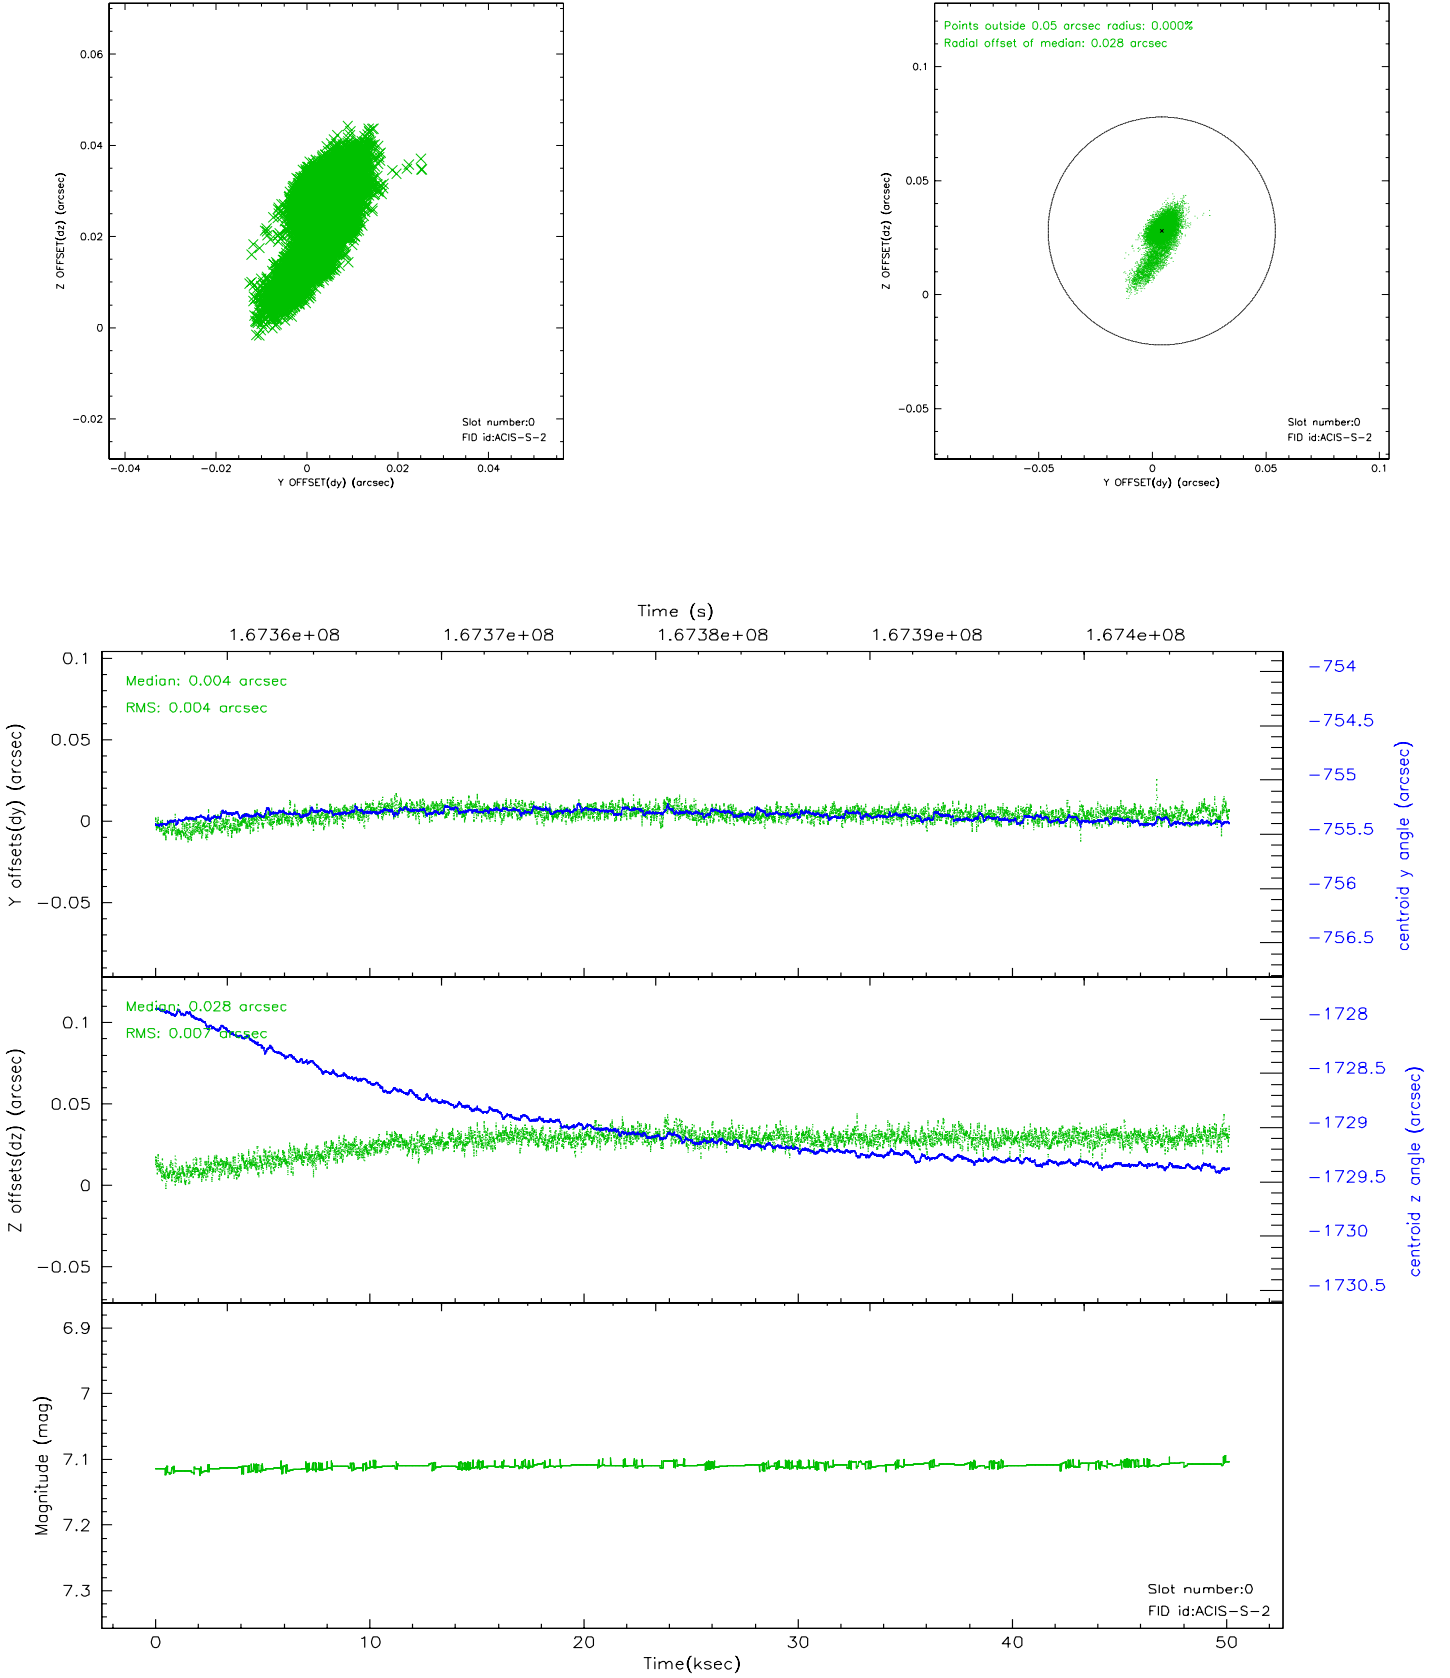 0.06
0.04
0.02
0
−0.02
Z OFFSET(dz) (arcsec)
Slot number:0
FID id:ACIS−S−2
−0.04 −0.02 0 0.02 0.04
Y OFFSET(dy) (arcsec)
Points outside 0.05 arcsec radius: 0.000%
Radial offset of median: 0.028 arcsec
0.1
0.05
0
−0.05
Z OFFSET(dz) (arcsec)
Slot number:0
FID id:ACIS−S−2
−0.05 0 0.05 0.1
Y OFFSET(dy) (arcsec)
Time (s)
1.6736e+08 1.6737e+08 1.6738e+08 1.6739e+08 1.674e+08
Median: 0.004 arcsec
RMS: 0.004 arcsec
0.1
0.05
0
−0.05
Y offsets(dy) (arcsec)
−754
−754.5
−755
−755.5
−756
−756.5
centroid y angle (arcsec)
Median: 0.028 arcsec
RMS: 0.007 arcsec
0.1
0.05
0
−0.05
Z offsets(dz) (arcsec)
−1728
−1728.5
−1729
−1729.5
−1730
−1730.5
centroid z angle (arcsec)
6.9
7
7.1
7.2
7.3
Magnitude (mag)
Slot number:0
FID id:ACIS−S−2
0 10 20 30 40 50
Time(ksec)